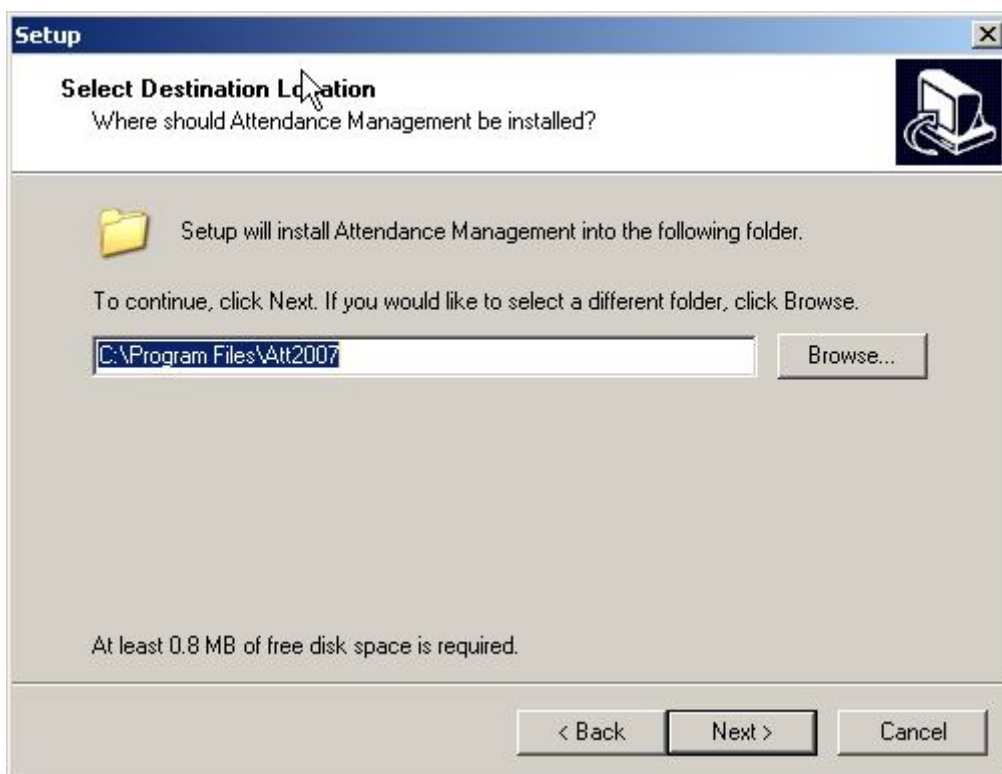 Setup
Select Destination Location
Where should Attendance Management be installed?
Setup will install Attendance Management into the following folder.
To continue, click Next. If you would like to select a different folder, click Browse.
C:\Program Files\Att2007
Browse...
At least 0.8 MB of free disk space is required.
< Back
Next >
Cancel